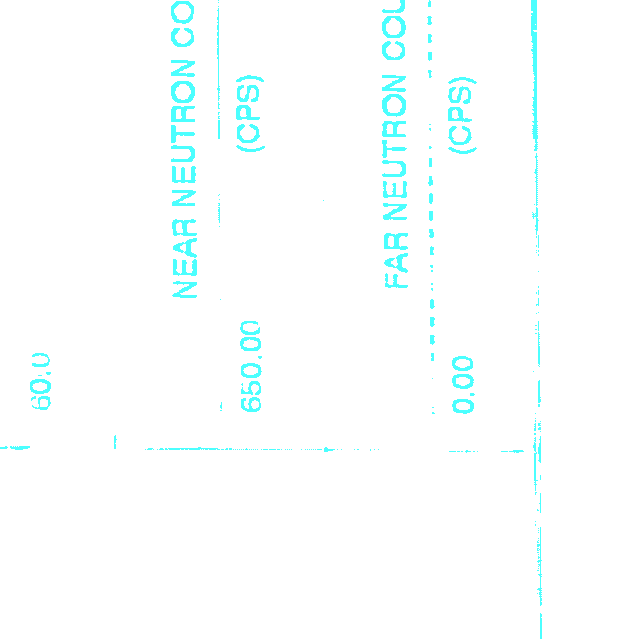 60.0
NEAR NEUTRON CO
650.00 (CPS)
FAR NEUTRON COU
0.00 (CPS)